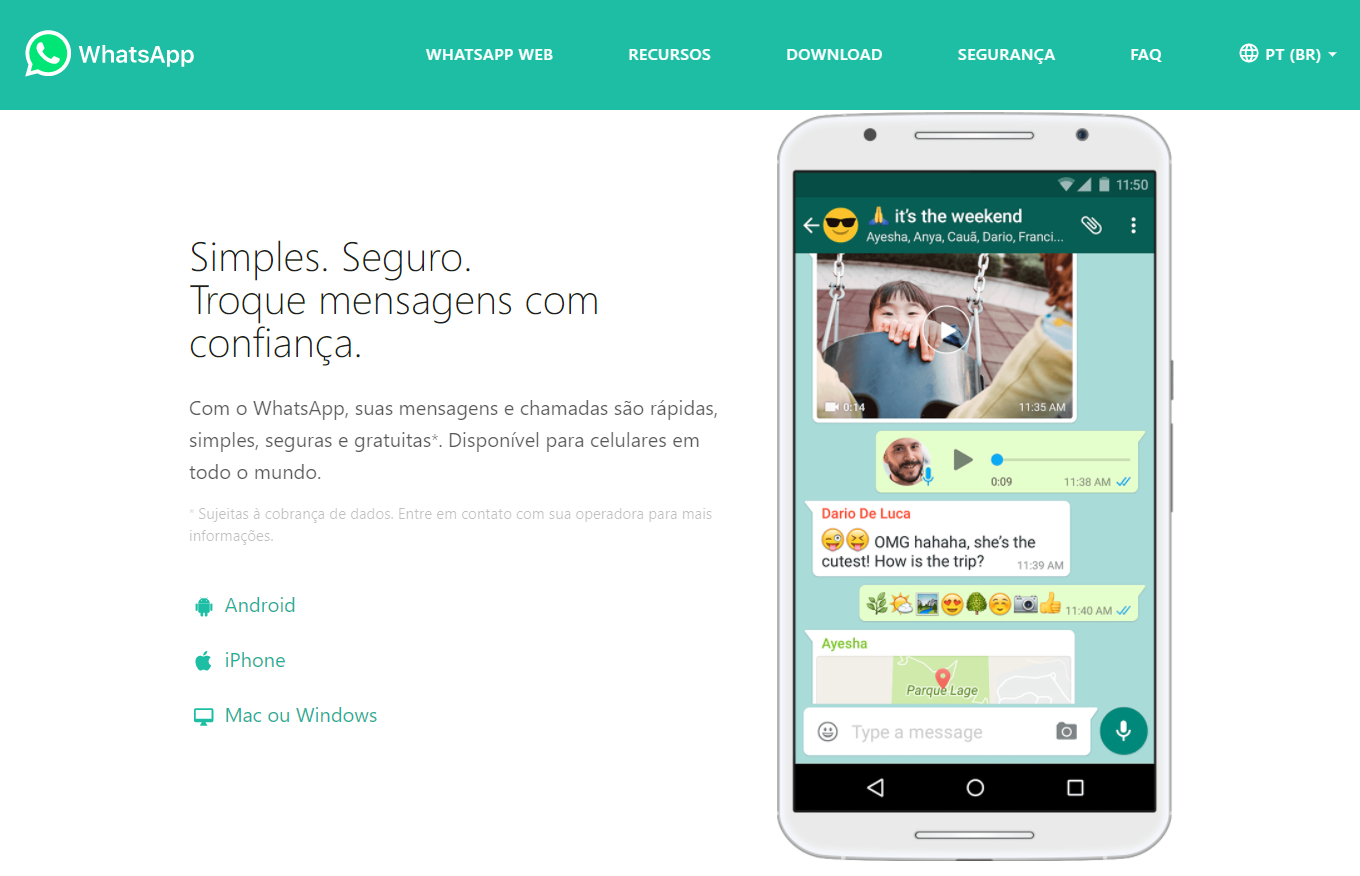 WhatsApp
WHATSAPP WEB
RECURSOS
DOWNLOAD
SEGURANÇA
FAQ
PT (BR)
Simples. Seguro.
Troque mensagens com
confiança.
Com o WhatsApp, suas mensagens e chamadas são rápidas,
simples, seguras e gratuitas*. Disponível para celulares em
todo o mundo.
* Sujeitas à cobrança de dados. Entre em contato com sua operadora para mais
informações.
Android
iPhone
Mac ou Windows
11:50
🙏 it's the weekend
Ayesha, Anya, Cauã, Dario, Franci...
0:14
11:35 AM
0:09
11:38 AM
Dario De Luca
😜😝 OMG hahaha, she's the
cutest! How is the trip?
11:39 AM
🌿🌤️🏞️😍🌳☺️📷👍 11:40 AM
Ayesha
Parque Lage
Type a message